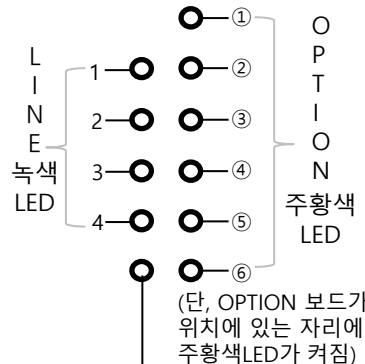 LINE
녹색
LED
1
2
3
4
①
②
③
④
⑤
⑥
OPTION
주황색
LED
(단, OPTION 보드가
위치에 있는 자리에
주황색LED가 켜짐)